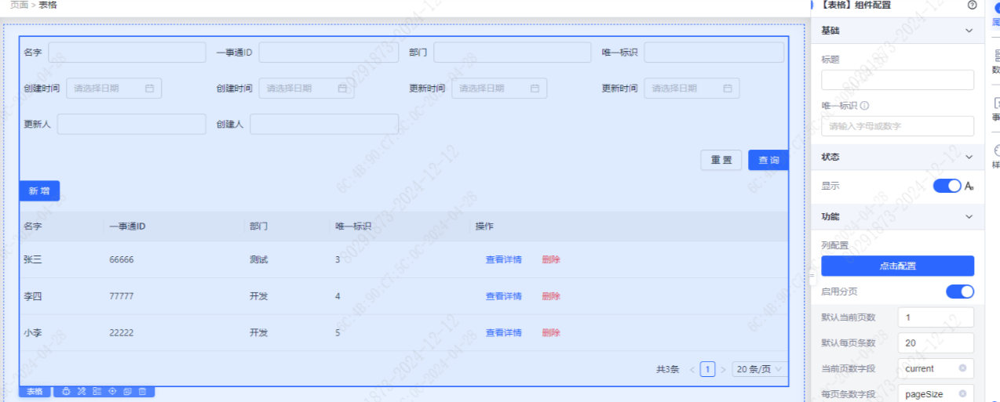 页面 > 表格
【表格】组件配置
基础
名字 一事通ID 部门 唯一标识
标题
创建时间 请选择日期 创建时间 请选择日期 更新时间 请选择日期 更新时间 请选择日期
唯一标识
更新人 创建人
请输入字母或数字
重置 查询
状态
新增
显示
名字 一事通ID 部门 唯一标识 操作
功能
列配置
张三 66666 测试 3 查看详情 删除
点击配置
启用分页
李四 77777 开发 4 查看详情 删除
默认当前页数 1
小李 22222 开发 5 查看详情 删除
默认每页条数 20
共3条 < 1 > 20 条/页
当前页数字段 current
表格
每页条数字段 pageSize